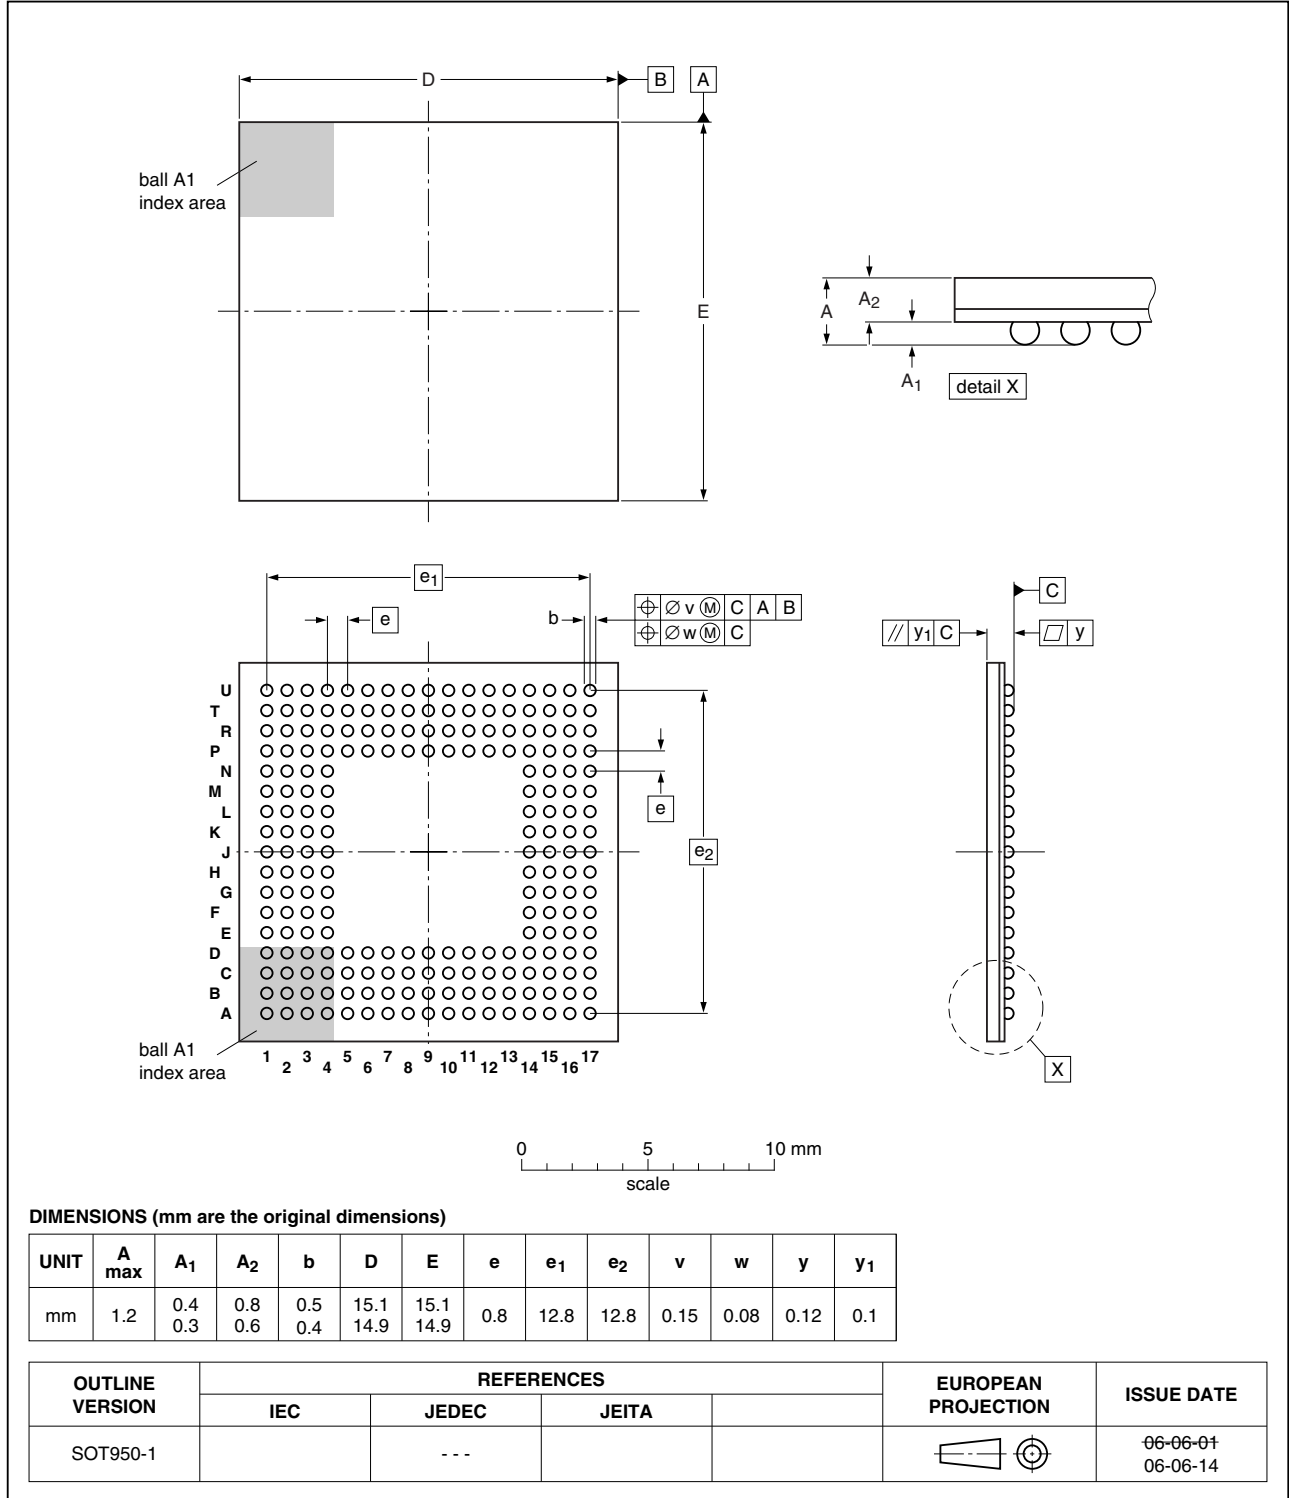 D
B
A
ball A1
index area
E
A
A2
A1
detail X
e1
e
b
⌖ ⌀ v Ⓜ C A B
⌖ ⌀ w Ⓜ C
C
// y1 C
▱ y
U
T
R
P
N
M
L
K
J
H
G
F
E
D
C
B
A
e
e2
ball A1
index area
1 2 3 4 5 6 7 8 9 10 11 12 13 14 15 16 17
X
0 5 10 mm
scale
DIMENSIONS (mm are the original dimensions)
UNIT A max A1 A2 b D E e e1 e2 v w y y1
mm 1.2 0.4 0.3 0.8 0.6 0.5 0.4 15.1 14.9 15.1 14.9 0.8 12.8 12.8 0.15 0.08 0.12 0.1
OUTLINE VERSION
REFERENCES
EUROPEAN PROJECTION
ISSUE DATE
IEC JEDEC JEITA
SOT950-1
- - -
06-06-01
06-06-14